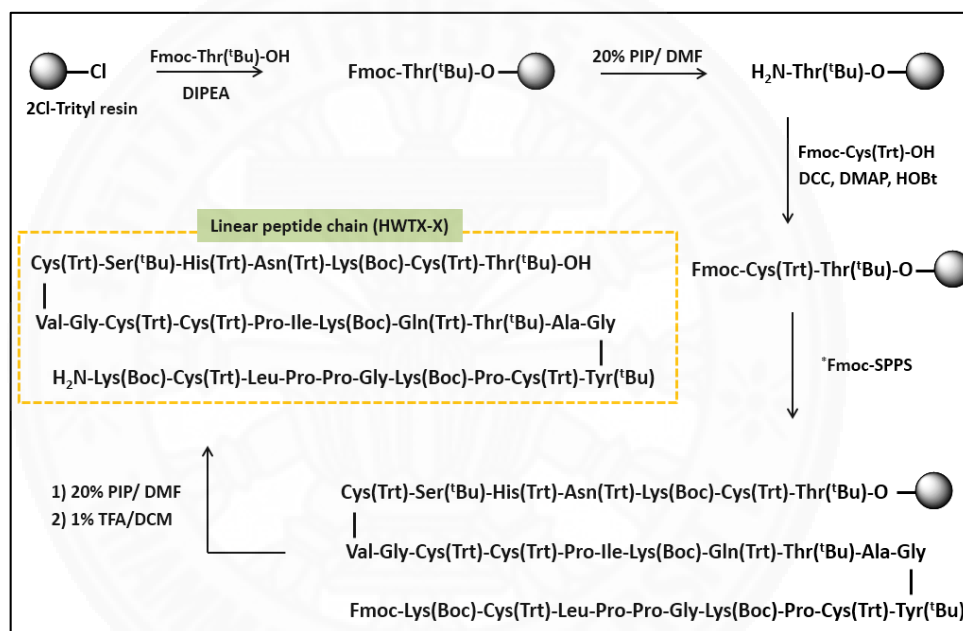 Fmoc-Thr(ᵗBu)-OH
Cl
DIPEA
2Cl-Trityl resin
Fmoc-Thr(ᵗBu)-O
20% PIP/ DMF
H₂N-Thr(ᵗBu)-O
Fmoc-Cys(Trt)-OH
DCC, DMAP, HOBt
Fmoc-Cys(Trt)-Thr(ᵗBu)-O
*Fmoc-SPPS
Linear peptide chain (HWTX-X)
Cys(Trt)-Ser(ᵗBu)-His(Trt)-Asn(Trt)-Lys(Boc)-Cys(Trt)-Thr(ᵗBu)-OH
Val-Gly-Cys(Trt)-Cys(Trt)-Pro-Ile-Lys(Boc)-Gln(Trt)-Thr(ᵗBu)-Ala-Gly
H₂N-Lys(Boc)-Cys(Trt)-Leu-Pro-Pro-Gly-Lys(Boc)-Pro-Cys(Trt)-Tyr(ᵗBu)
1) 20% PIP/ DMF
2) 1% TFA/DCM
Cys(Trt)-Ser(ᵗBu)-His(Trt)-Asn(Trt)-Lys(Boc)-Cys(Trt)-Thr(ᵗBu)-O
Val-Gly-Cys(Trt)-Cys(Trt)-Pro-Ile-Lys(Boc)-Gln(Trt)-Thr(ᵗBu)-Ala-Gly
Fmoc-Lys(Boc)-Cys(Trt)-Leu-Pro-Pro-Gly-Lys(Boc)-Pro-Cys(Trt)-Tyr(ᵗBu)